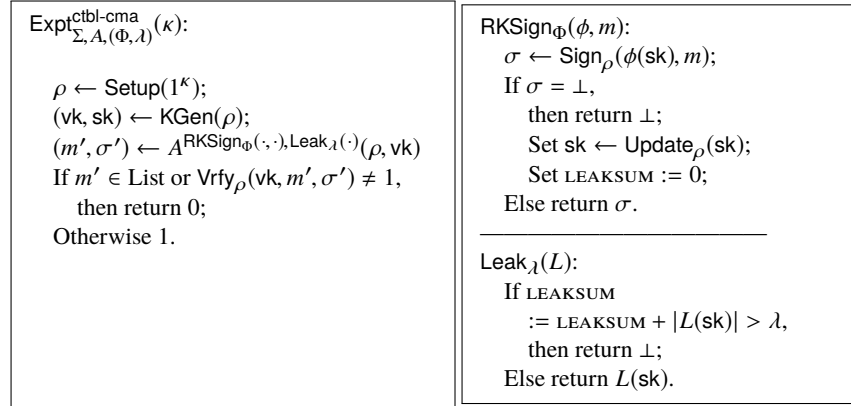 Expt^{ctbl-cma}_{Σ,A,(Φ,λ)}(κ):
ρ ← Setup(1^κ);
(vk, sk) ← KGen(ρ);
(m′, σ′) ← A^{RKSign_Φ(·,·),Leak_λ(·)}(ρ, vk)
If m′ ∈ List or Vrfy_ρ(vk, m′, σ′) ≠ 1,
then return 0;
Otherwise 1.
RKSign_Φ(ϕ, m):
σ ← Sign_ρ(ϕ(sk), m);
If σ = ⊥,
then return ⊥;
Set sk ← Update_ρ(sk);
Set LEAKSUM := 0;
Else return σ.
Leak_λ(L):
If LEAKSUM
:= LEAKSUM + |L(sk)| > λ,
then return ⊥;
Else return L(sk).